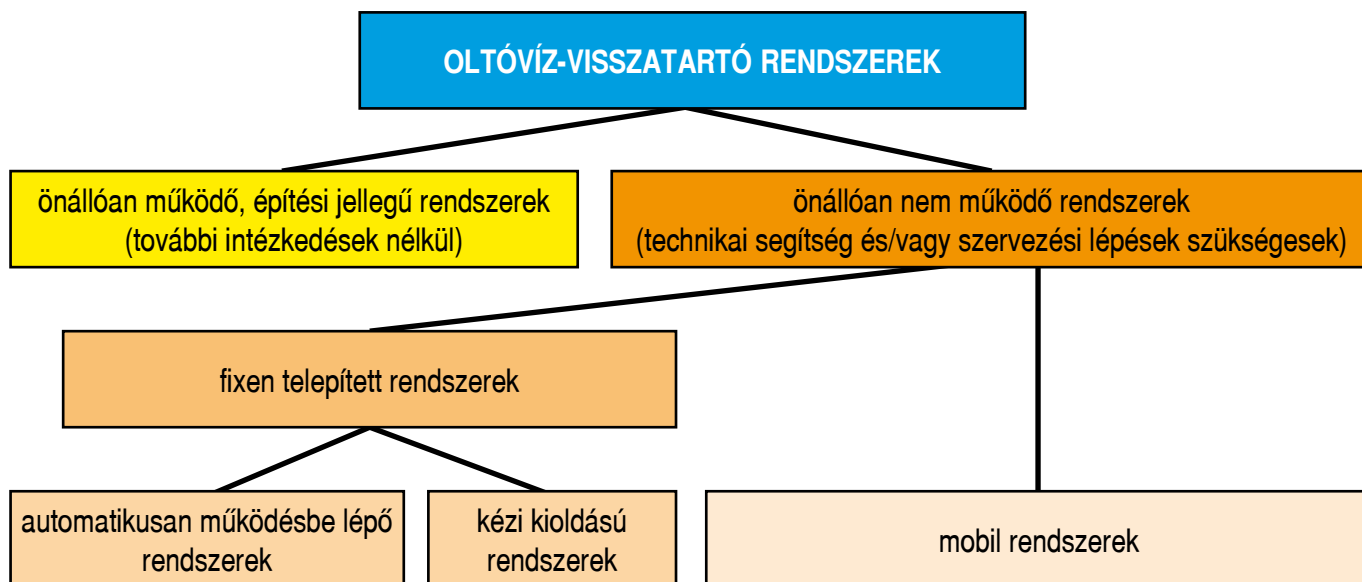 OLTÓVÍZ-VISSZATARTÓ RENDSZEREK
önállóan működő, építési jellegű rendszerek
(további intézkedések nélkül)
önállóan nem működő rendszerek
(technikai segítség és/vagy szervezési lépések szükségesek)
fixen telepített rendszerek
automatikusan működésbe lépő
rendszerek
kézi kioldású
rendszerek
mobil rendszerek